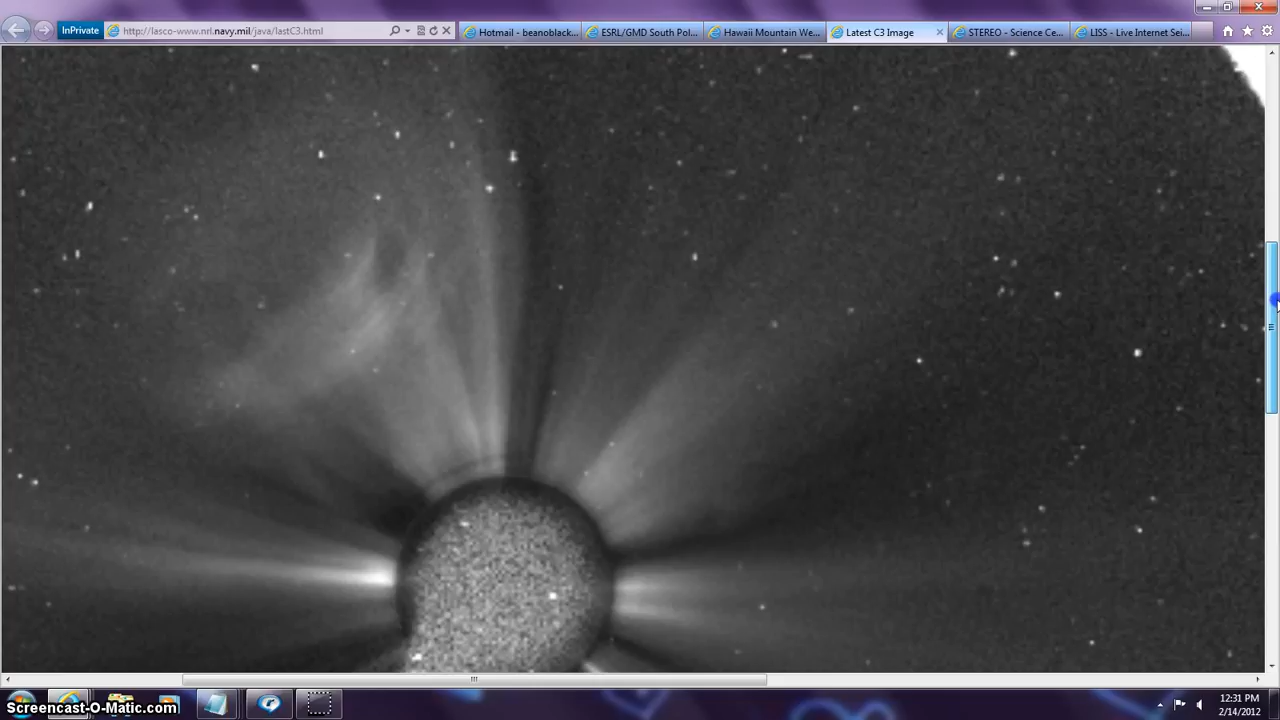 InPrivate
http://lasco-www.nrl.navy.mil/java/lastC3.html
Hotmail - beanoblack...
ESRL/GMD South Pol...
Hawaii Mountain We...
Latest C3 Image
STEREO - Science Ce...
LISS - Live Internet Sei...
Screencast-O-Matic.com
12:31 PM
2/14/2012